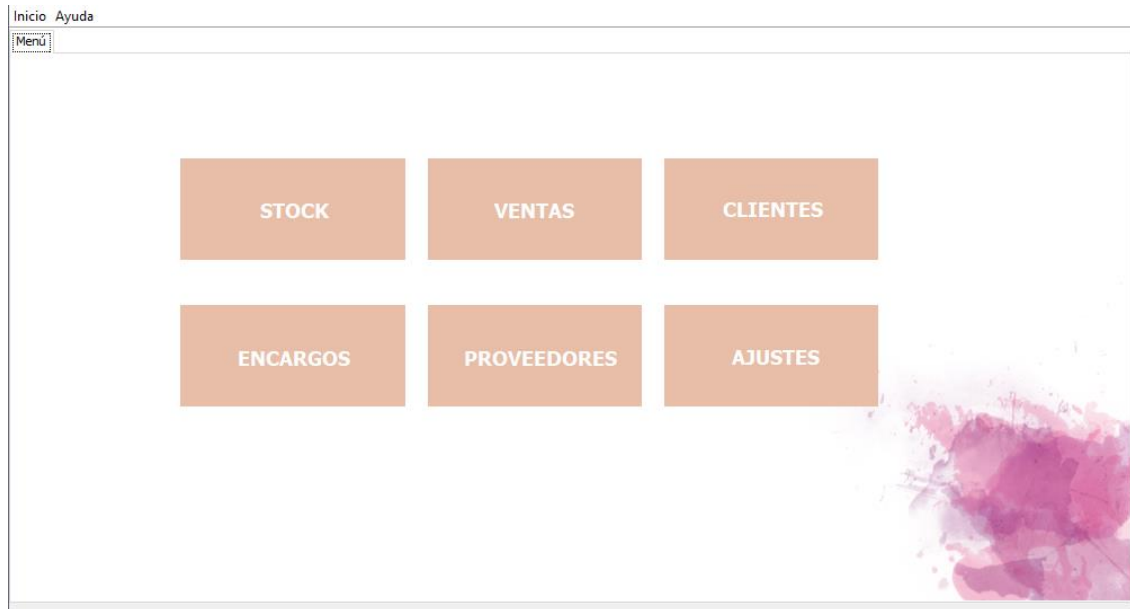 Inicio Ayuda
Menú
STOCK VENTAS CLIENTES
ENCARGOS PROVEEDORES AJUSTES